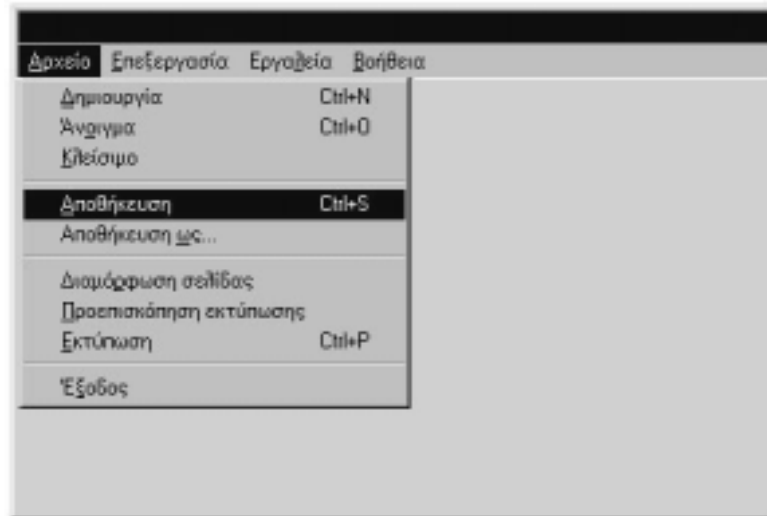 Αρχείο Επεξεργασία Εργαλεία Βοήθεια
Δημιουργία Ctrl+N
Άνοιγμα Ctrl+O
Κλείσιμο
Αποθήκευση Ctrl+S
Αποθήκευση ως...
Διαμόρφωση σελίδας
Προεπισκόπηση εκτύπωσης
Εκτύπωση Ctrl+P
Έξοδος